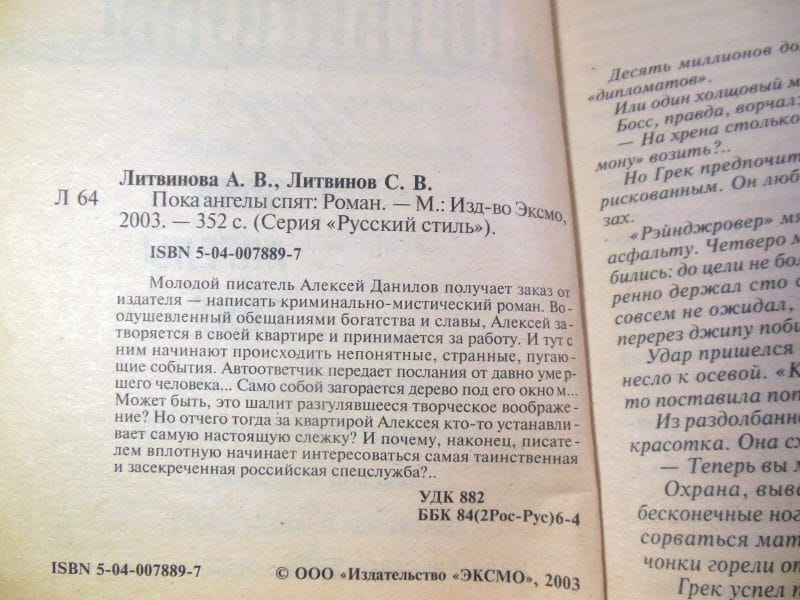 Литвинова А. В., Литвинов С. В.
Л 64 Пока ангелы спят: Роман. — М.: Изд-во Эксмо,
2003. — 352 с. (Серия «Русский стиль»).
ISBN 5-04-007889-7
Молодой писатель Алексей Данилов получает заказ от
издателя — написать криминально-мистический роман. Во-
одушевленный обещаниями богатства и славы, Алексей за-
творяется в своей квартире и принимается за работу. И тут с
ним начинают происходить непонятные, странные, пугаю-
щие события. Автоответчик передает послания от давно умер-
шего человека... Само собой загорается дерево под его окном...
Может быть, это шалит разгулявшееся творческое воображе-
ние? Но отчего тогда за квартирой Алексея кто-то устанавли-
вает самую настоящую слежку? И почему, наконец, писате-
лем вплотную начинает интересоваться самая таинственная
и засекреченная российская спецслужба?..
УДК 882
ББК 84(2Рос-Рус)6-4
ISBN 5-04-007889-7
© ООО «Издательство «ЭКСМО», 2003
Десять миллионов до
«дипломатов».
Или один холщовый м
Босс, правда, ворчал:
— На хрена столько
мону» возить?..
Но Грек предпочит
рискованным. Он люб
зах.
«Рэйнджровер» мя
асфальту. Четверо м
бились: до цели не бол
ренно держал сто с
совсем не ожидал,
перерез джипу поби
Удар пришелся
несло к осевой. «К
то поставила поп
Из раздолбанн
красотка. Она сх
— Теперь вы м
Охрана, выва
бесконечные ног
сорваться мат
чонки горели от
Грек успел п